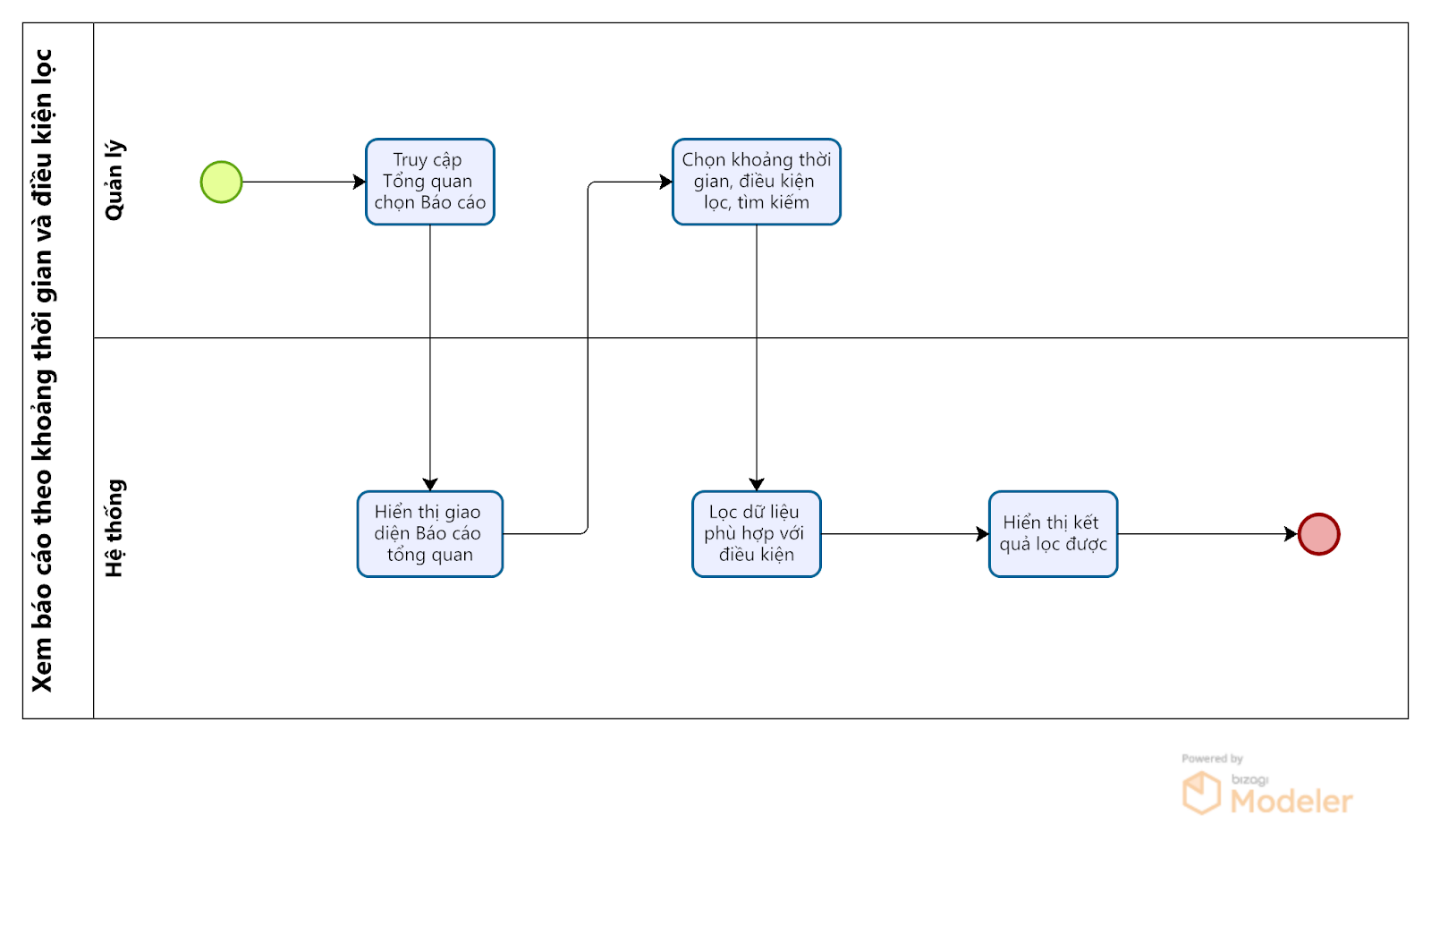 Xem báo cáo theo khoảng thời gian và điều kiện lọc
Quản lý
Truy cập
Tổng quan
chọn Báo cáo
Chọn khoảng thời
gian, điều kiện
lọc, tìm kiếm
Hệ thống
Hiển thị giao
diện Báo cáo
tổng quan
Lọc dữ liệu
phù hợp với
điều kiện
Hiển thị kết
quả lọc được
Powered by
bizagi
Modeler